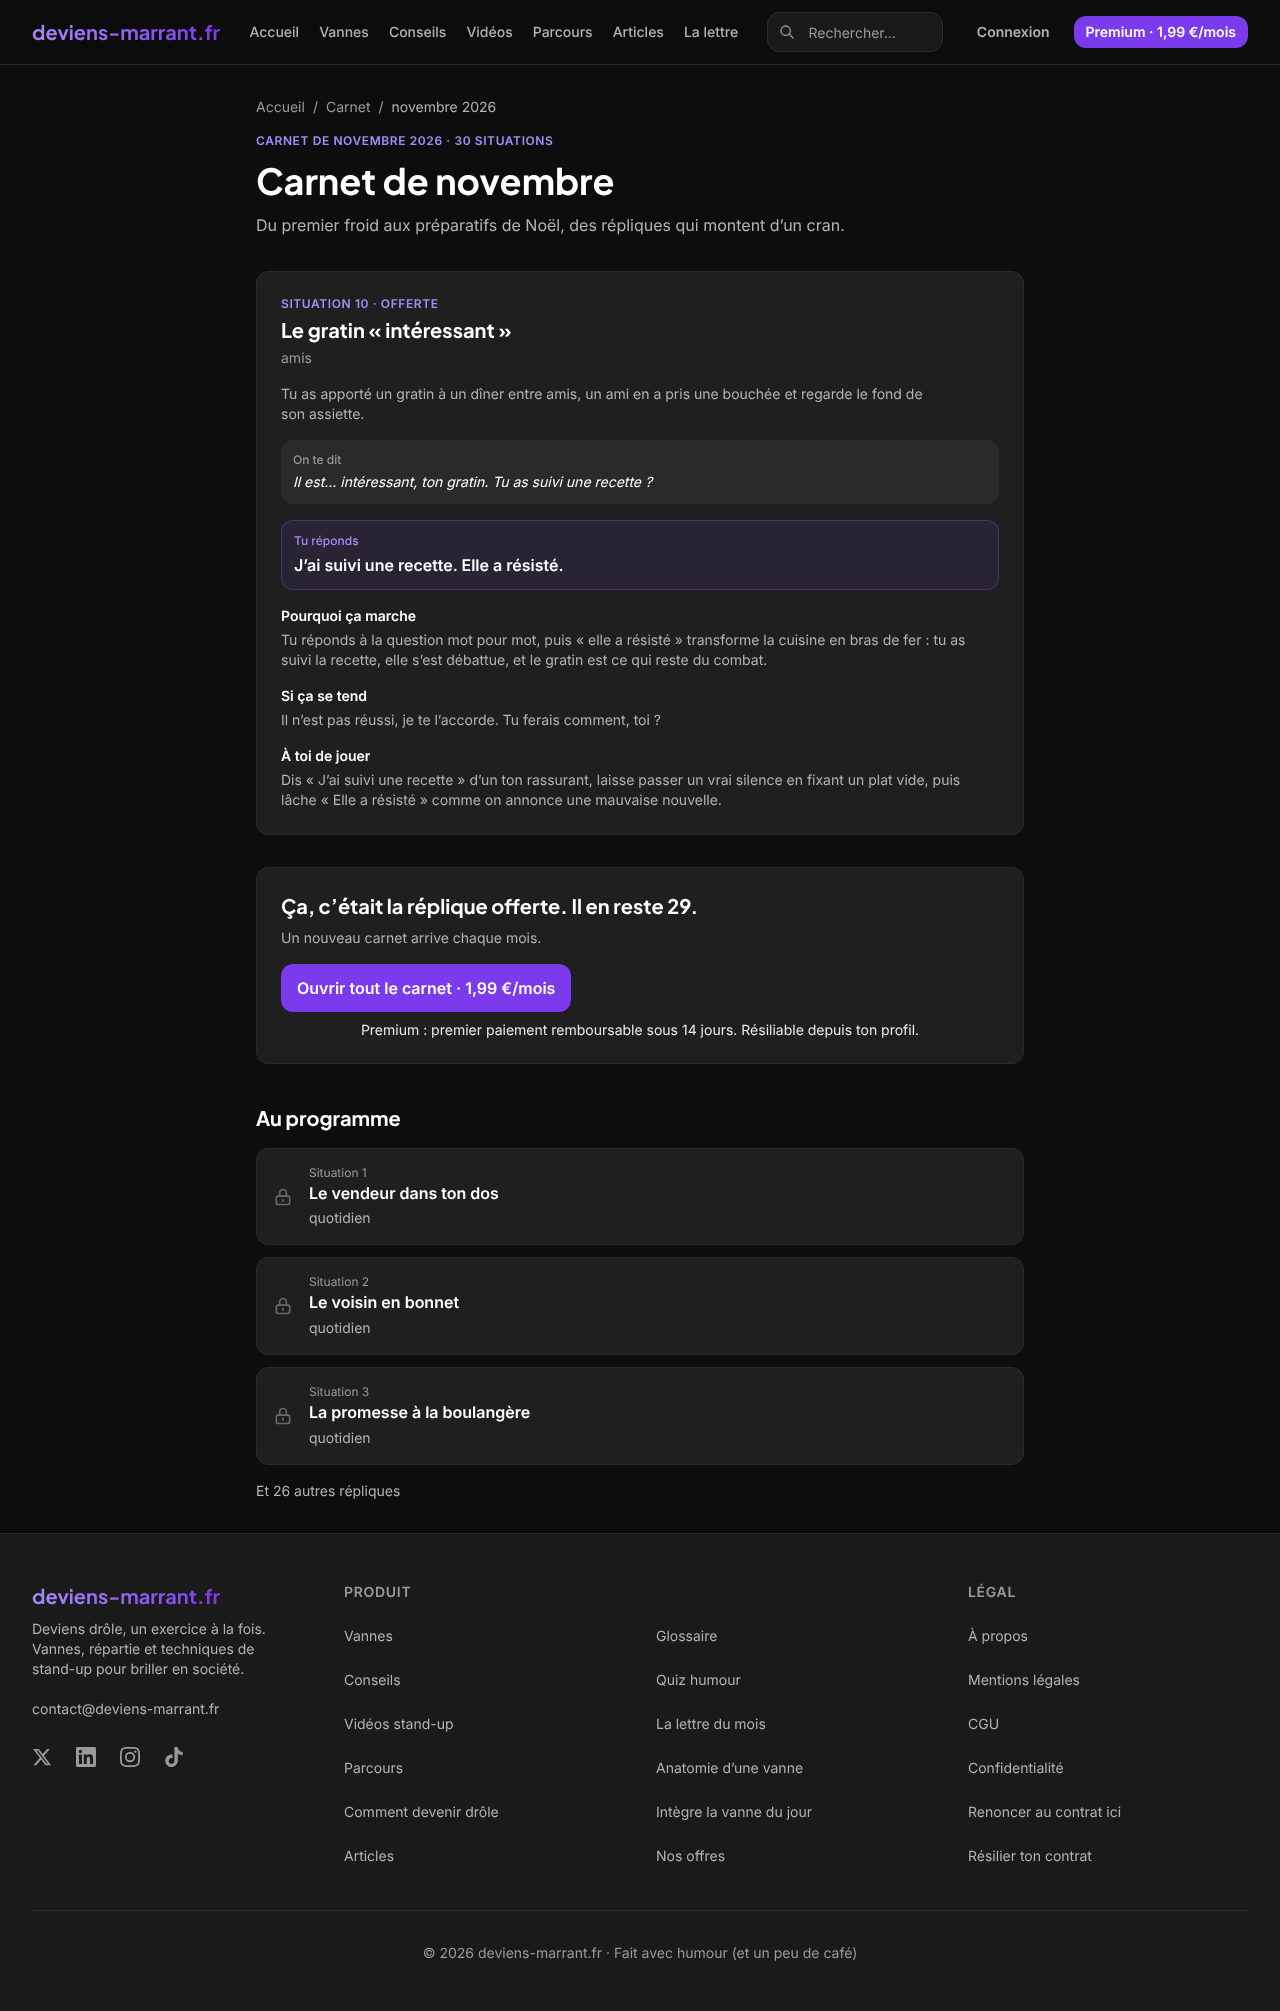 deviens-marrant.fr
Accueil
Vannes
Conseils
Vidéos
Parcours
Articles
La lettre
Rechercher...
Connexion
Premium · 1,99 €/mois
Accueil / Carnet / novembre 2026
CARNET DE NOVEMBRE 2026 · 30 SITUATIONS
Carnet de novembre
Du premier froid aux préparatifs de Noël, des répliques qui montent d’un cran.
SITUATION 10 · OFFERTE
Le gratin « intéressant »
amis
Tu as apporté un gratin à un dîner entre amis, un ami en a pris une bouchée et regarde le fond de
son assiette.
On te dit
Il est… intéressant, ton gratin. Tu as suivi une recette ?
Tu réponds
J’ai suivi une recette. Elle a résisté.
Pourquoi ça marche
Tu réponds à la question mot pour mot, puis « elle a résisté » transforme la cuisine en bras de fer : tu as
suivi la recette, elle s’est débattue, et le gratin est ce qui reste du combat.
Si ça se tend
Il n’est pas réussi, je te l’accorde. Tu ferais comment, toi ?
À toi de jouer
Dis « J’ai suivi une recette » d’un ton rassurant, laisse passer un vrai silence en fixant un plat vide, puis
lâche « Elle a résisté » comme on annonce une mauvaise nouvelle.
Ça, c’était la réplique offerte. Il en reste 29.
Un nouveau carnet arrive chaque mois.
Ouvrir tout le carnet · 1,99 €/mois
Premium : premier paiement remboursable sous 14 jours. Résiliable depuis ton profil.
Au programme
Situation 1
Le vendeur dans ton dos
quotidien
Situation 2
Le voisin en bonnet
quotidien
Situation 3
La promesse à la boulangère
quotidien
Et 26 autres répliques
deviens-marrant.fr
Deviens drôle, un exercice à la fois.
Vannes, répartie et techniques de
stand-up pour briller en société.
contact@deviens-marrant.fr
PRODUIT
Vannes
Conseils
Vidéos stand-up
Parcours
Comment devenir drôle
Articles
Glossaire
Quiz humour
La lettre du mois
Anatomie d’une vanne
Intègre la vanne du jour
Nos offres
LÉGAL
À propos
Mentions légales
CGU
Confidentialité
Renoncer au contrat ici
Résilier ton contrat
© 2026 deviens-marrant.fr · Fait avec humour (et un peu de café)